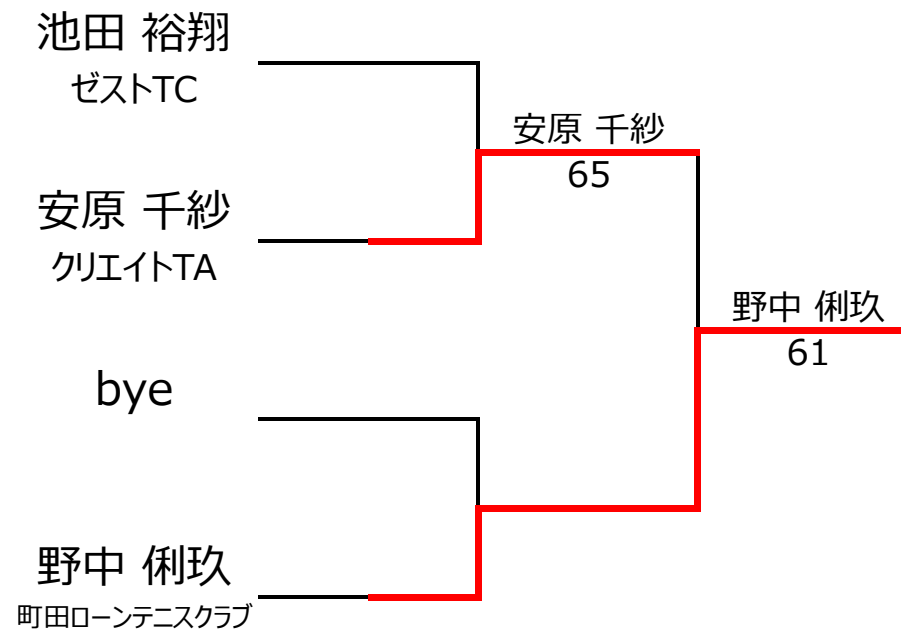 池田 裕翔
ゼストTC
安原 千紗
65
安原 千紗
クリエイトTA
野中 俐玖
61
bye
野中 俐玖
町田ローンテニスクラブ